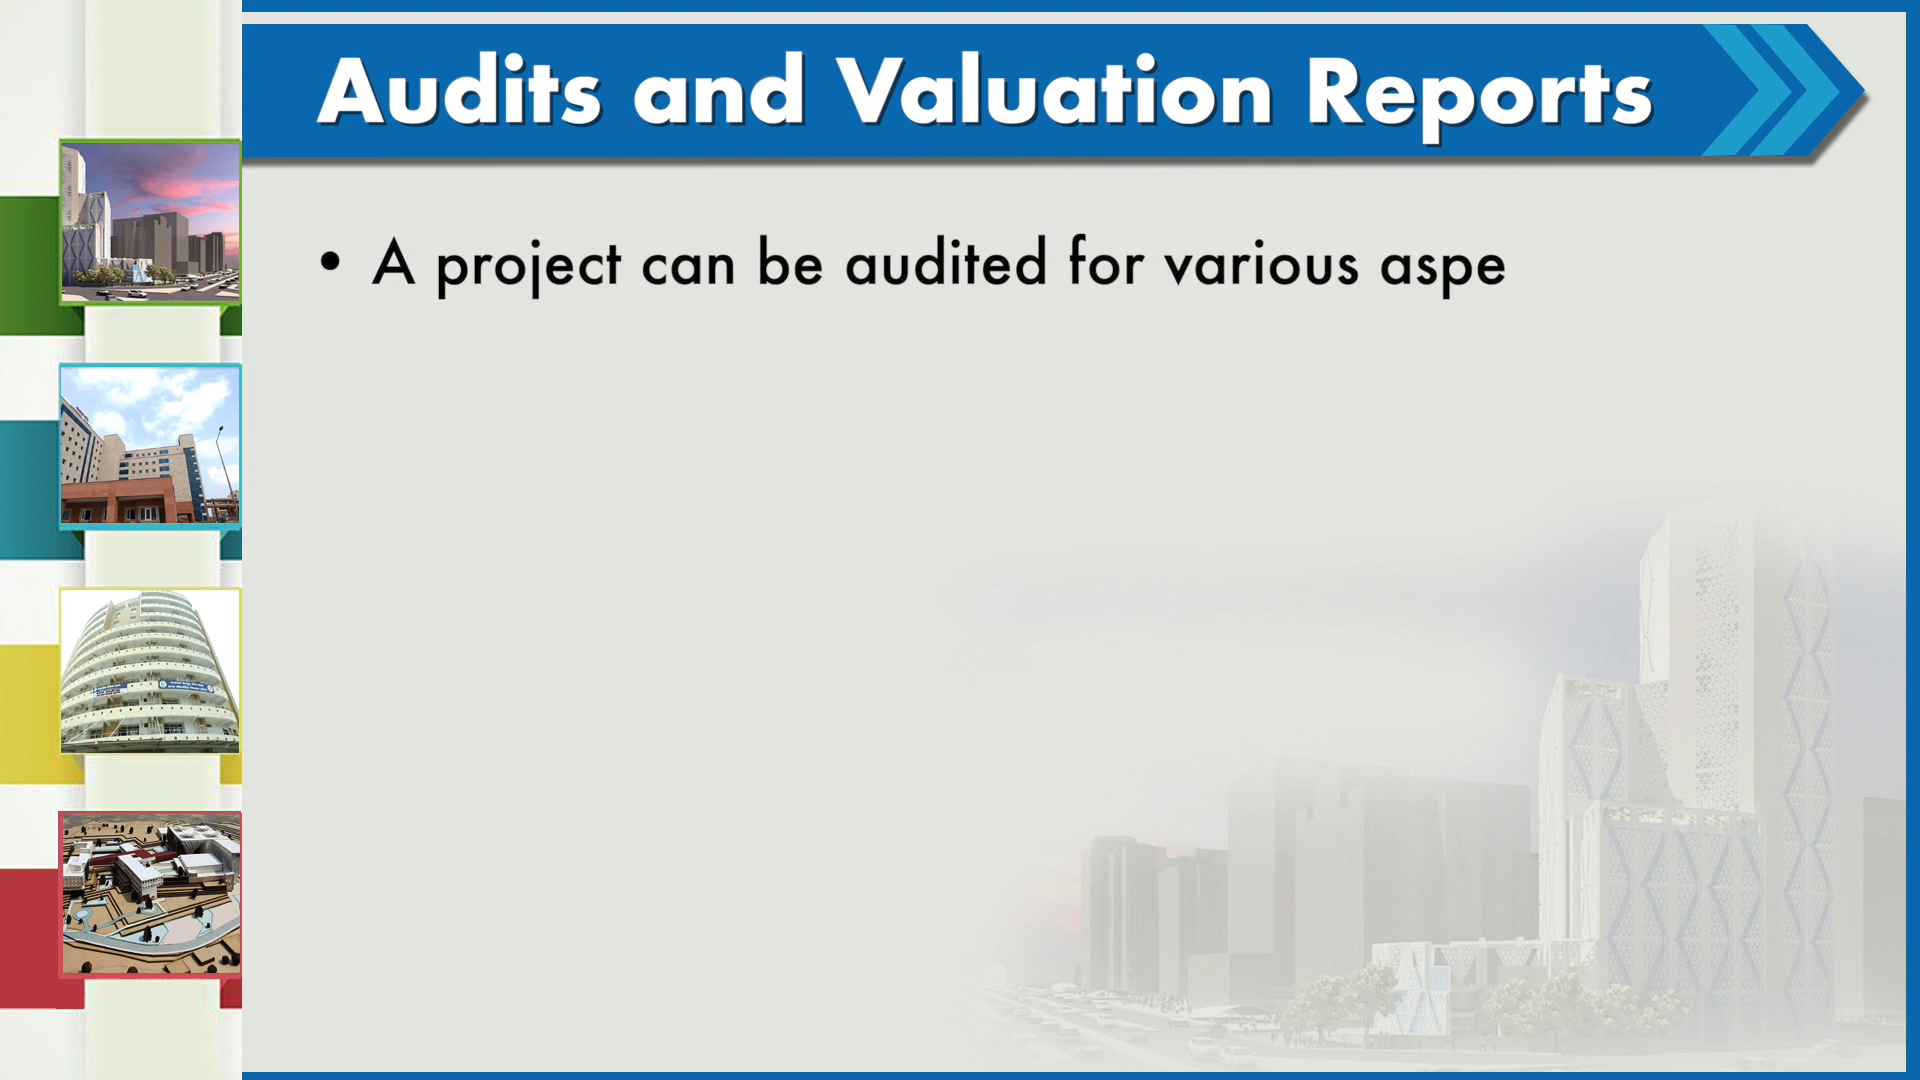 Audits and Valuation Reports
• A project can be audited for various aspe